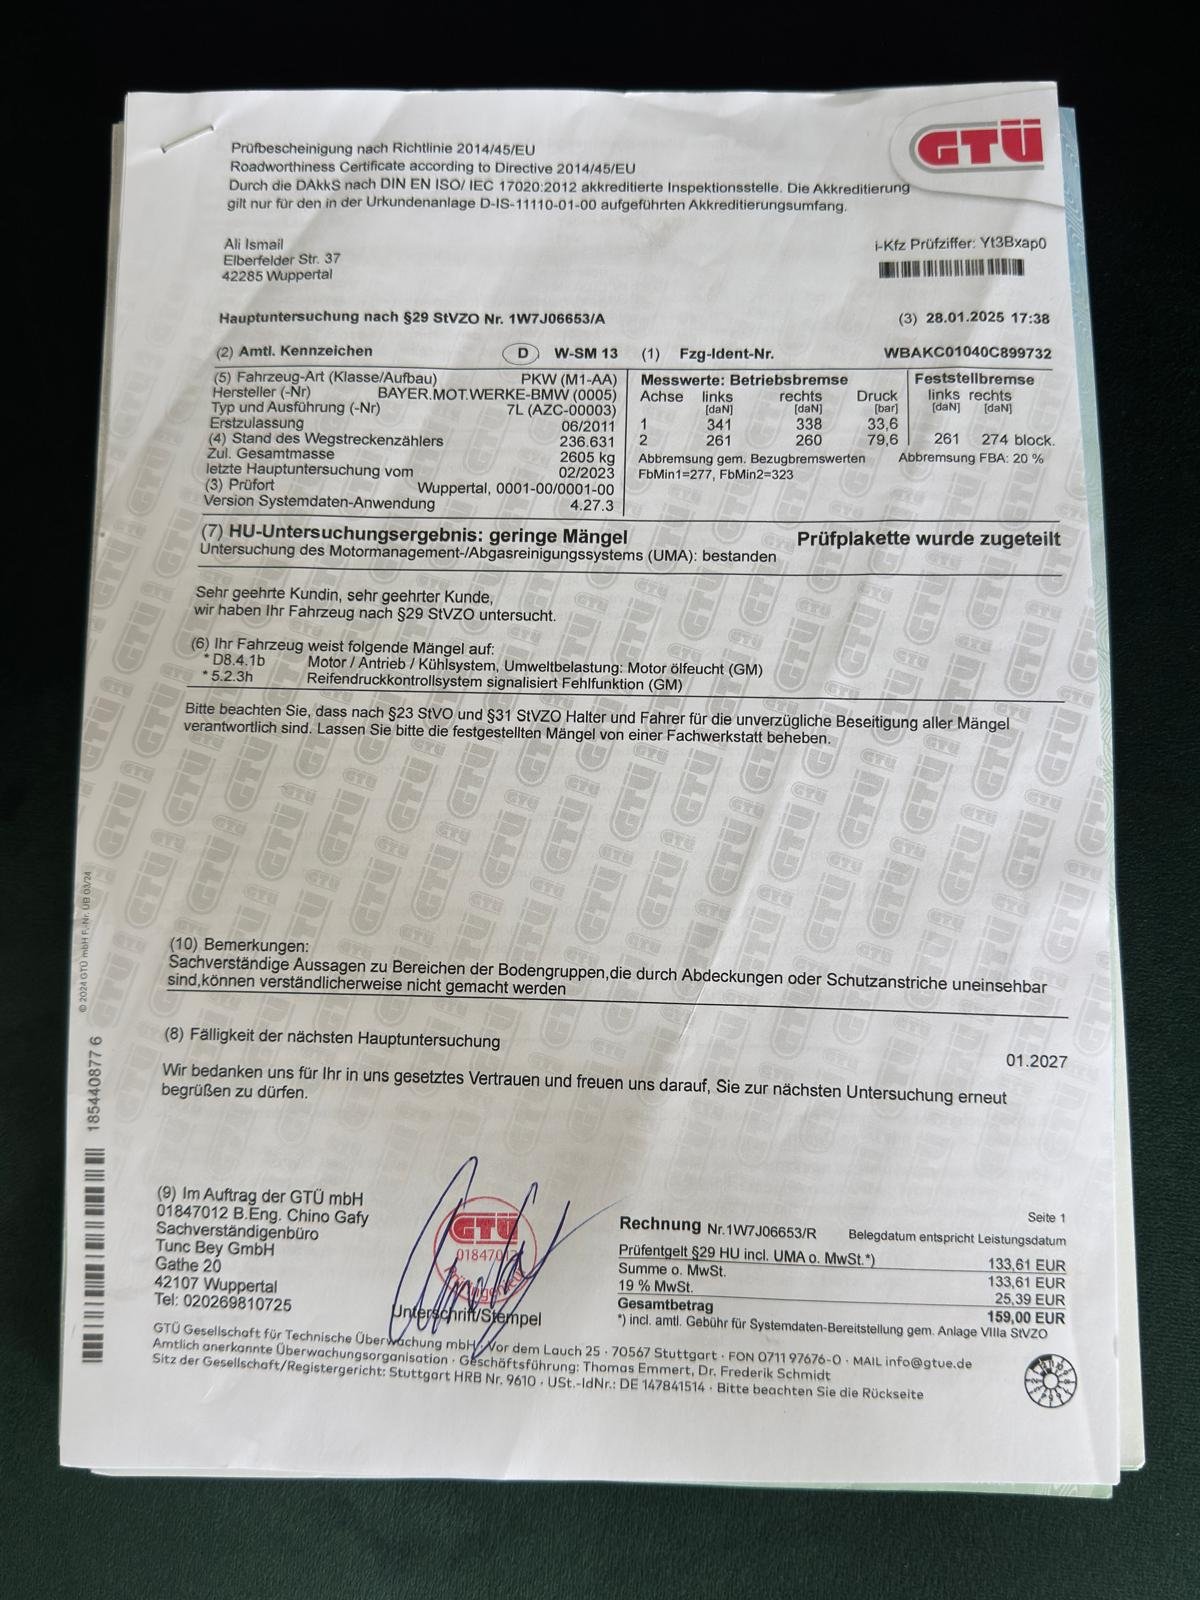 GTÜ
Prüfbescheinigung nach Richtlinie 2014/45/EU
Roadworthiness Certificate according to Directive 2014/45/EU
Durch die DAkkS nach DIN EN ISO/ IEC 17020:2012 akkreditierte Inspektionsstelle. Die Akkreditierung
gilt nur für den in der Urkundenanlage D-IS-11110-01-00 aufgeführten Akkreditierungsumfang.
Ali Ismail
Elberfelder Str. 37
42285 Wuppertal
i-Kfz Prüfziffer: Yt3Bxap0
Hauptuntersuchung nach §29 StVZO Nr. 1W7J06653/A (3) 28.01.2025 17:38
(2) Amtl. Kennzeichen D W-SM 13 (1) Fzg-Ident-Nr. WBAKC01040C899732
(5) Fahrzeug-Art (Klasse/Aufbau) PKW (M1-AA)
Hersteller (-Nr) BAYER.MOT.WERKE-BMW (0005)
Typ und Ausführung (-Nr) 7L (AZC-00003)
Erstzulassung 06/2011
(4) Stand des Wegstreckenzählers 236.631
Zul. Gesamtmasse 2605 kg
letzte Hauptuntersuchung vom 02/2023
(3) Prüfort Wuppertal, 0001-00/0001-00
Version Systemdaten-Anwendung 4.27.3
Messwerte: Betriebsbremse Feststellbremse
Achse links rechts Druck links rechts
[daN] [daN] [bar] [daN] [daN]
1 341 338 33,6
2 261 260 79,6 261 274 block.
Abbremsung gem. Bezugbremswerten Abbremsung FBA: 20 %
FbMin1=277, FbMin2=323
(7) HU-Untersuchungsergebnis: geringe Mängel Prüfplakette wurde zugeteilt
Untersuchung des Motormanagement-/Abgasreinigungssystems (UMA): bestanden
Sehr geehrte Kundin, sehr geehrter Kunde,
wir haben Ihr Fahrzeug nach §29 StVZO untersucht.
(6) Ihr Fahrzeug weist folgende Mängel auf:
* D8.4.1b Motor / Antrieb / Kühlsystem, Umweltbelastung: Motor ölfeucht (GM)
* 5.2.3h Reifendruckkontrollsystem signalisiert Fehlfunktion (GM)
Bitte beachten Sie, dass nach §23 StVO und §31 StVZO Halter und Fahrer für die unverzügliche Beseitigung aller Mängel
verantwortlich sind. Lassen Sie bitte die festgestellten Mängel von einer Fachwerkstatt beheben.
(10) Bemerkungen:
Sachverständige Aussagen zu Bereichen der Bodengruppen,die durch Abdeckungen oder Schutzanstriche uneinsehbar
sind,können verständlicherweise nicht gemacht werden
(8) Fälligkeit der nächsten Hauptuntersuchung 01.2027
Wir bedanken uns für Ihr in uns gesetztes Vertrauen und freuen uns darauf, Sie zur nächsten Untersuchung erneut
begrüßen zu dürfen.
© 2024 GTÜ mbH F.-Nr. ÜB 03/24
185440877 6
(9) Im Auftrag der GTÜ mbH
01847012 B.Eng. Chino Gafy
Sachverständigenbüro
Tunc Bey GmbH
Gathe 20
42107 Wuppertal
Tel: 020269810725
GTÜ
01847012
Prüfingenieur
Unterschrift/Stempel
Seite 1
Rechnung Nr.1W7J06653/R Belegdatum entspricht Leistungsdatum
Prüfentgelt §29 HU incl. UMA o. MwSt.*) 133,61 EUR
Summe o. MwSt. 133,61 EUR
19 % MwSt. 25,39 EUR
Gesamtbetrag 159,00 EUR
*) incl. amtl. Gebühr für Systemdaten-Bereitstellung gem. Anlage VIIIa StVZO
GTÜ Gesellschaft für Technische Überwachung mbH · Vor dem Lauch 25 · 70567 Stuttgart · FON 0711 97676-0 · MAIL info@gtue.de
Amtlich anerkannte Überwachungsorganisation · Geschäftsführung: Thomas Emmert, Dr. Frederik Schmidt
Sitz der Gesellschaft/Registergericht: Stuttgart HRB Nr. 9610 · USt.-IdNr.: DE 147841514 · Bitte beachten Sie die Rückseite